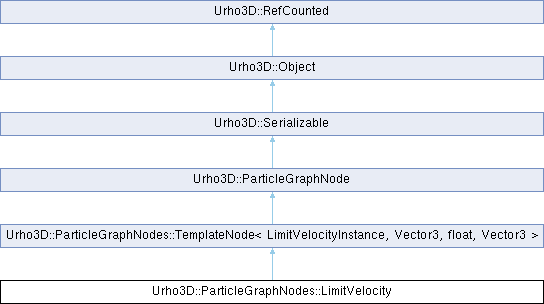 Urho3D::RefCounted
Urho3D::Object
Urho3D::Serializable
Urho3D::ParticleGraphNode
Urho3D::ParticleGraphNodes::TemplateNode< LimitVelocityInstance, Vector3, float, Vector3 >
Urho3D::ParticleGraphNodes::LimitVelocity